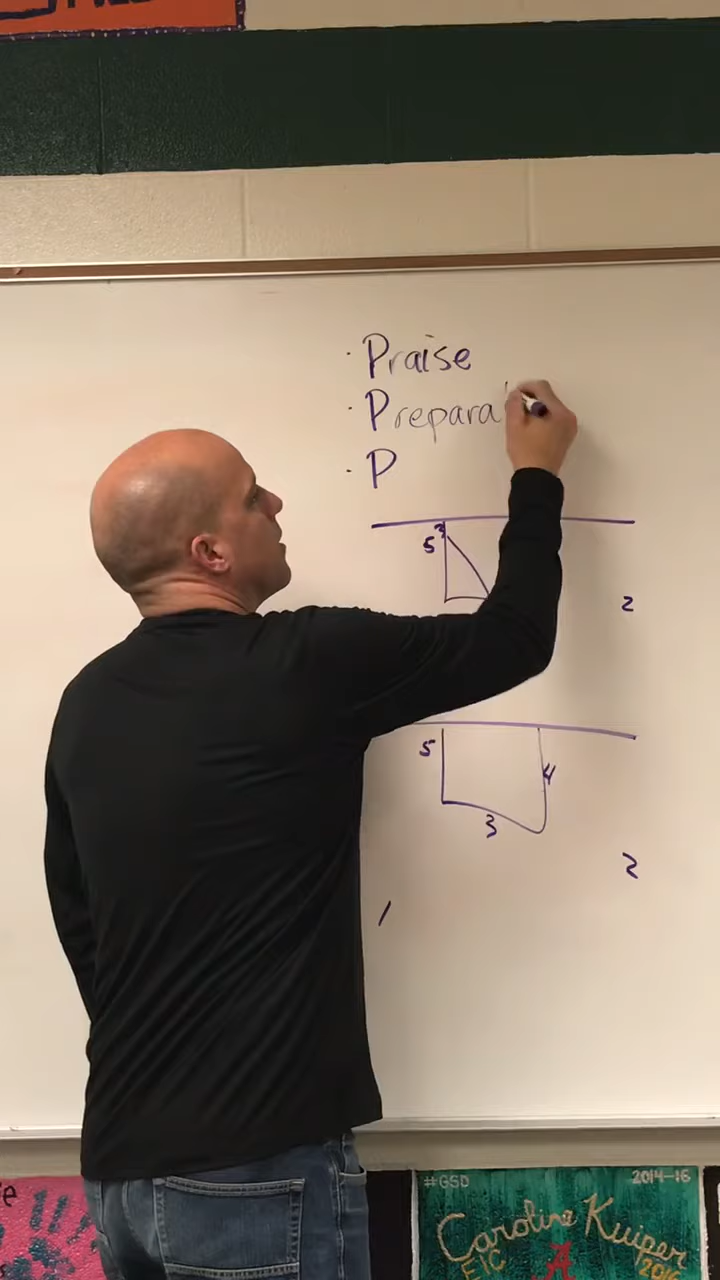 · Praise
· Prepara
· P
5 3
2
5
4
3
2
1
#GSD 2014-16
Caroline Kuiper
EIC A